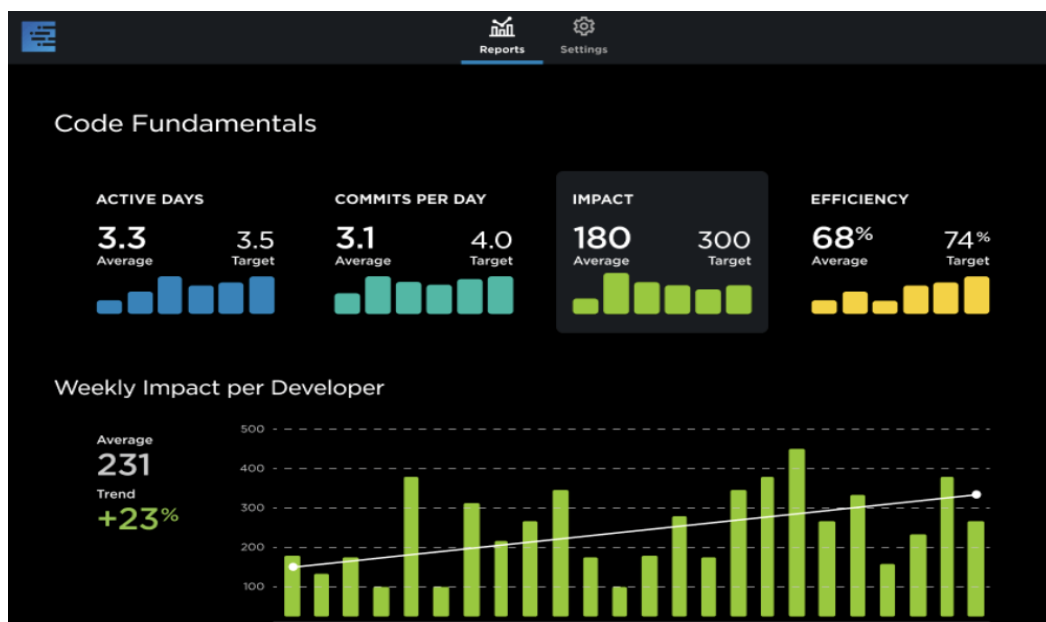 Reports Settings
Code Fundamentals
ACTIVE DAYS
3.3 3.5
Average Target
COMMITS PER DAY
3.1 4.0
Average Target
IMPACT
180 300
Average Target
EFFICIENCY
68% 74%
Average Target
Weekly Impact per Developer
Average
231
Trend
+23%
500
400
300
200
100